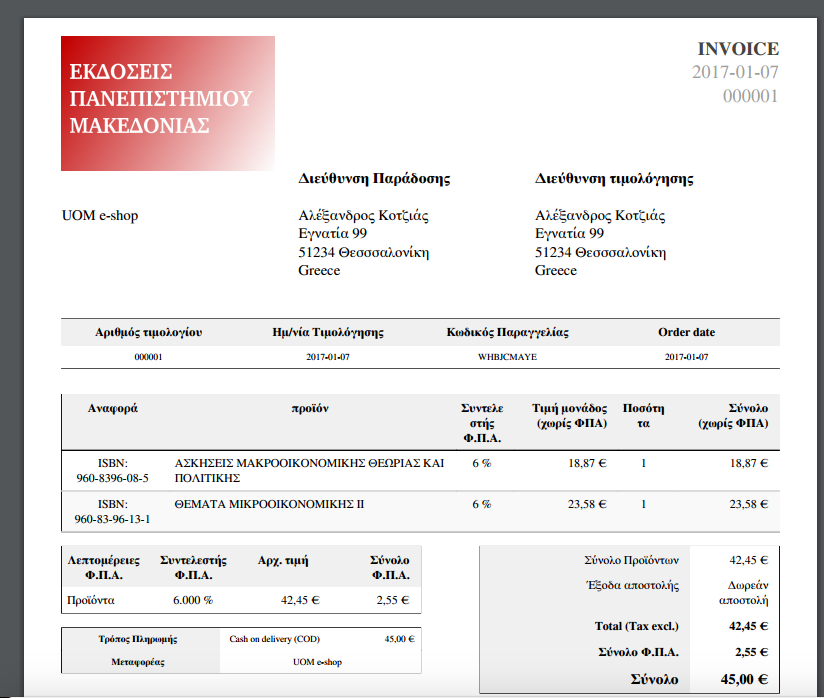 ΕΚΔΟΣΕΙΣ
ΠΑΝΕΠΙΣΤΗΜΙΟΥ
ΜΑΚΕΔΟΝΙΑΣ
INVOICE
2017-01-07
000001
Διεύθυνση Παράδοσης
Διεύθυνση τιμολόγησης
UOM e-shop
Αλέξανδρος Κοτζιάς
Εγνατία 99
51234 Θεσσσαλονίκη
Greece
Αλέξανδρος Κοτζιάς
Εγνατία 99
51234 Θεσσσαλονίκη
Greece
Αριθμός τιμολογίου Ημ/νία Τιμολόγησης Κωδικός Παραγγελίας Order date
000001 2017-01-07 WHBJCMAYE 2017-01-07
Αναφορά προϊόν Συντελε Τιμή μονάδος Ποσότη Σύνολο
στής (χωρίς ΦΠΑ) τα (χωρίς ΦΠΑ)
Φ.Π.Α.
ISBN: ΑΣΚΗΣΕΙΣ ΜΑΚΡΟΟΙΚΟΝΟΜΙΚΗΣ ΘΕΩΡΙΑΣ ΚΑΙ 6 % 18,87 € 1 18,87 €
960-8396-08-5 ΠΟΛΙΤΙΚΗΣ
ISBN: ΘΕΜΑΤΑ ΜΙΚΡΟΟΙΚΟΝΟΜΙΚΗΣ ΙΙ 6 % 23,58 € 1 23,58 €
960-83-96-13-1
Λεπτομέρειες Συντελεστής Αρχ. τιμή Σύνολο
Φ.Π.Α. Φ.Π.Α. Φ.Π.Α.
Προϊόντα 6.000 % 42,45 € 2,55 €
Τρόπος Πληρωμής Cash on delivery (COD) 45,00 €
Μεταφορέας UOM e-shop
Σύνολο Προϊόντων 42,45 €
Έξοδα αποστολής Δωρεάν
αποστολή
Total (Tax excl.) 42,45 €
Σύνολο Φ.Π.Α. 2,55 €
Σύνολο 45,00 €